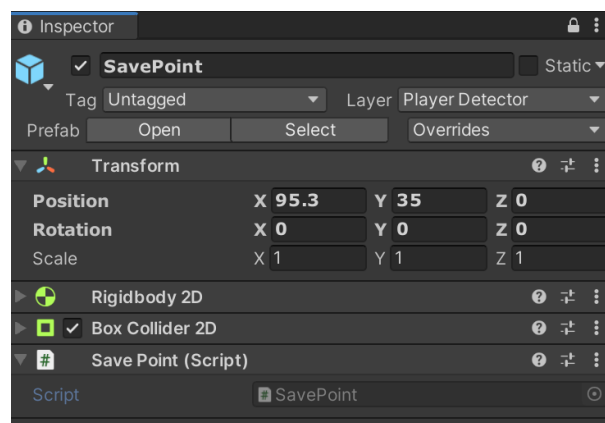 Inspector
SavePoint Static
Tag Untagged Layer Player Detector
Prefab Open Select Overrides
Transform
Position X 95.3 Y 35 Z 0
Rotation X 0 Y 0 Z 0
Scale X 1 Y 1 Z 1
Rigidbody 2D
Box Collider 2D
# Save Point (Script)
Script # SavePoint